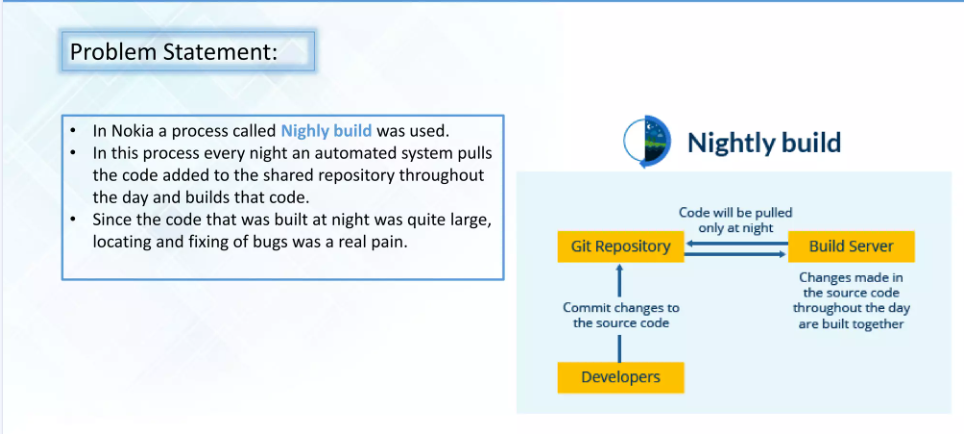 Problem Statement:
• In Nokia a process called Nighly build was used.
• In this process every night an automated system pulls
the code added to the shared repository throughout
the day and builds that code.
• Since the code that was built at night was quite large,
locating and fixing of bugs was a real pain.
Nightly build
Code will be pulled
only at night
Git Repository
Build Server
Changes made in
the source code
throughout the day
are built together
Commit changes to
the source code
Developers